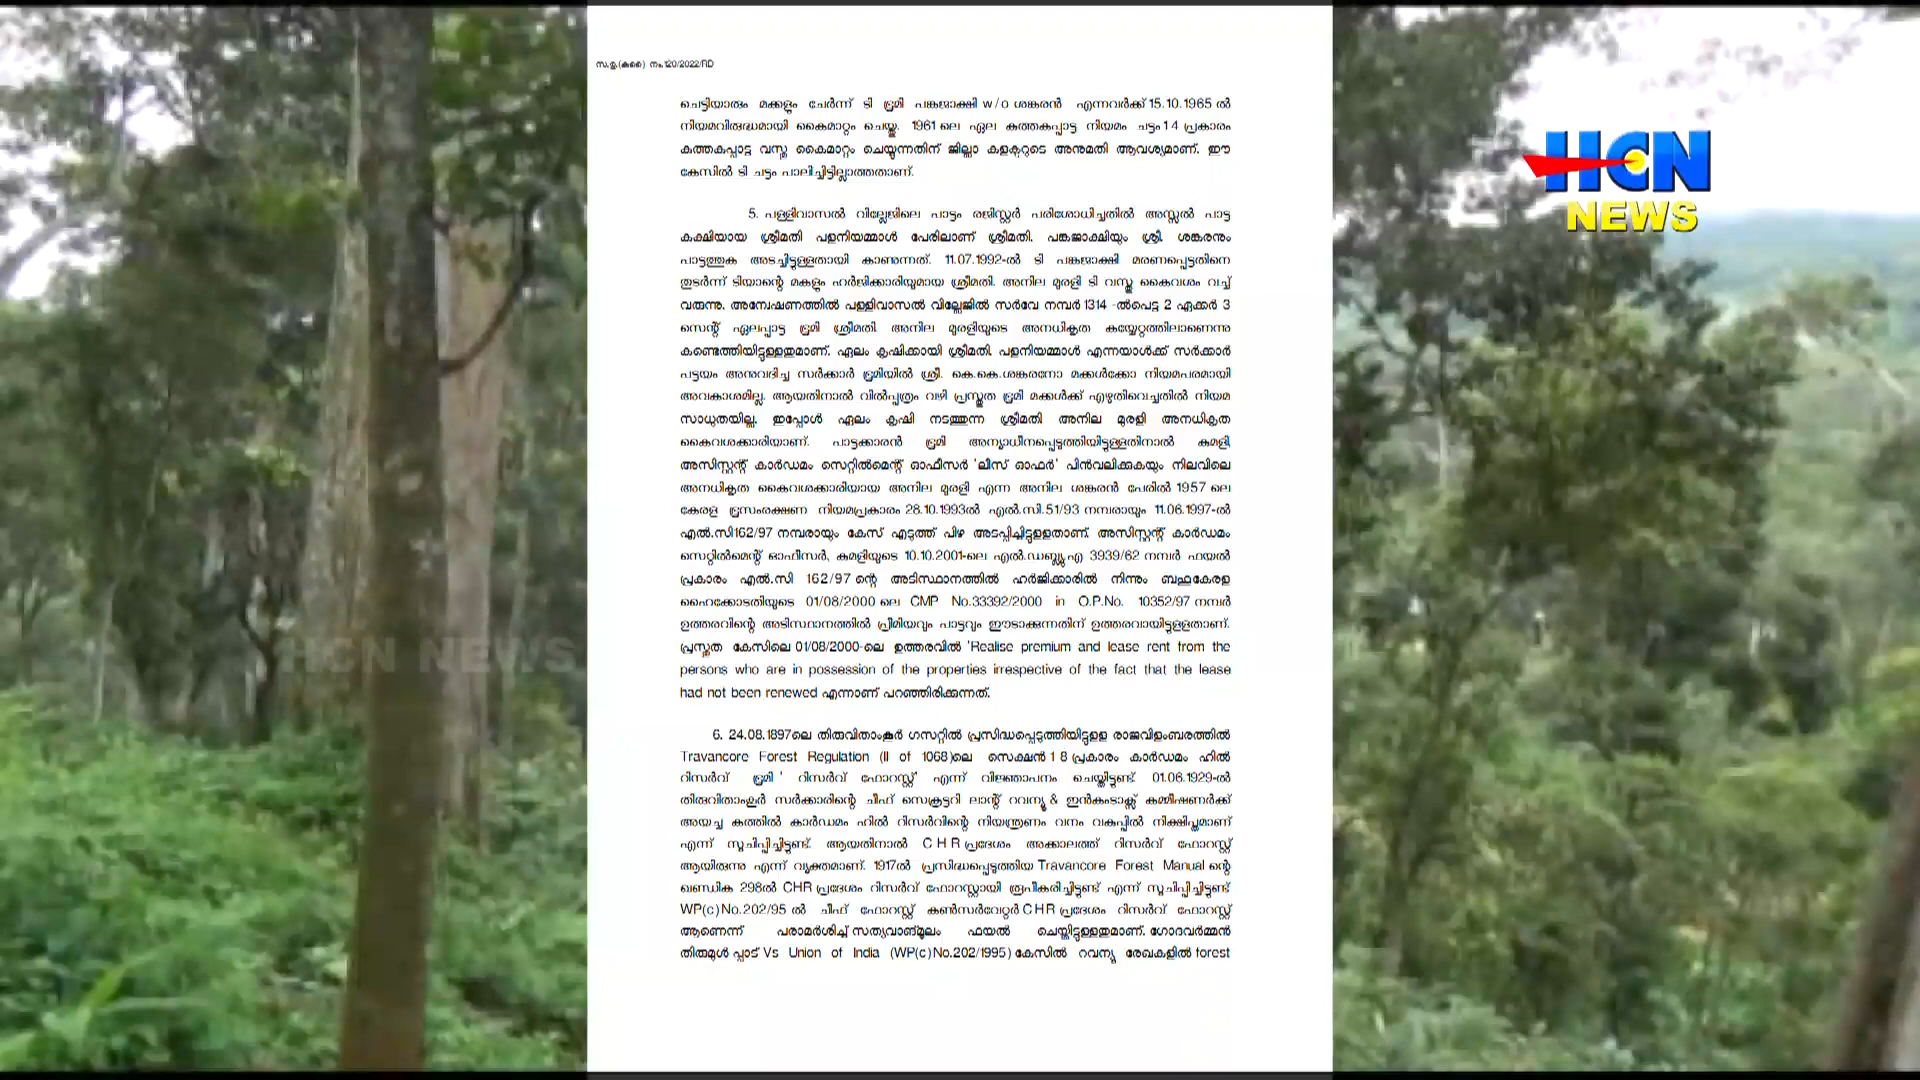 സ.ഉ.(കൈ) നം.120/2022/RD
ചെട്ടിയാരും മക്കളും ചേർന്ന് ടി ഭൂമി പങ്കജാക്ഷി w/o ശങ്കരൻ എന്നവർക്ക് 15.10.1965 ൽ
നിയമവിരുദ്ധമായി കൈമാറ്റം ചെയ്തു. 1961 ലെ ഏല കുത്തകപ്പാട്ട നിയമം ചട്ടം 14 പ്രകാരം
കുത്തകപ്പാട്ട വസ്തു കൈമാറ്റം ചെയ്യുന്നതിന് ജില്ലാ കളക്ടറുടെ അനുമതി ആവശ്യമാണ്. ഈ
കേസിൽ ടി ചട്ടം പാലിച്ചിട്ടില്ലാത്തതാണ്.
5. പള്ളിവാസൽ വില്ലേജിലെ പാട്ടം രജിസ്റ്റർ പരിശോധിച്ചതിൽ അസ്സൽ പാട്ട
കക്ഷിയായ ശ്രീമതി പളനിയമ്മാൾ പേരിലാണ് ശ്രീമതി. പങ്കജാക്ഷിയും ശ്രീ. ശങ്കരനും
പാട്ടത്തുക അടച്ചിട്ടുള്ളതായി കാണുന്നത്. 11.07.1992-ൽ ടി പങ്കജാക്ഷി മരണപ്പെട്ടതിനെ
തുടർന്ന് ടിയാന്റെ മകളും ഹർജിക്കാരിയുമായ ശ്രീമതി. അനില മുരളി ടി വസ്തു കൈവശം വച്ച്
വരുന്നു. അന്വേഷണത്തിൽ പള്ളിവാസൽ വില്ലേജിൽ സർവേ നമ്പർ 1314 -ൽപെട്ട 2 ഏക്കർ 3
സെന്റ് ഏലപ്പാട്ട ഭൂമി ശ്രീമതി. അനില മുരളിയുടെ അനധികൃത കയ്യേറ്റത്തിലാണെന്നു
കണ്ടെത്തിയിട്ടുള്ളതുമാണ്. ഏലം കൃഷിക്കായി ശ്രീമതി. പളനിയമ്മാൾ എന്നയാൾക്ക് സർക്കാർ
പട്ടയം അനുവദിച്ച സർക്കാർ ഭൂമിയിൽ ശ്രീ. കെ.കെ.ശങ്കരനോ മക്കൾക്കോ നിയമപരമായി
അവകാശമില്ല. ആയതിനാൽ വിൽപ്പത്രം വഴി പ്രസ്തുത ഭൂമി മക്കൾക്ക് എഴുതിവെച്ചതിൽ നിയമ
സാധുതയില്ല. ഇപ്പോൾ ഏലം കൃഷി നടത്തുന്ന ശ്രീമതി അനില മുരളി അനധികൃത
കൈവശക്കാരിയാണ്. പാട്ടക്കാരൻ ഭൂമി അന്യാധീനപ്പെടുത്തിയിട്ടുള്ളതിനാൽ കുമളി,
അസിസ്റ്റന്റ് കാർഡമം സെറ്റിൽമെന്റ് ഓഫീസർ 'ലീസ് ഓഫർ' പിൻവലിക്കുകയും നിലവിലെ
അനധികൃത കൈവശക്കാരിയായ അനില മുരളി എന്ന അനില ശങ്കരൻ പേരിൽ 1957 ലെ
കേരള ഭൂസംരക്ഷണ നിയമപ്രകാരം 28.10.1993ൽ എൽ.സി.51/93 നമ്പരായും 11.06.1997-ൽ
എൽ.സി162/97 നമ്പരായും കേസ് എടുത്ത് പിഴ അടപ്പിച്ചിട്ടുള്ളതാണ്. അസിസ്റ്റന്റ് കാർഡമം
സെറ്റിൽമെന്റ് ഓഫീസർ, കുമളിയുടെ 10.10.2001-ലെ എൽ.ഡബ്ല്യു.എ 3939/62 നമ്പർ ഫയൽ
പ്രകാരം എൽ.സി 162/97 ന്റെ അടിസ്ഥാനത്തിൽ ഹർജിക്കാരിൽ നിന്നും ബഹുകേരള
ഹൈക്കോടതിയുടെ 01/08/2000 ലെ CMP No.33392/2000 in O.P.No. 10352/97 നമ്പർ
ഉത്തരവിന്റെ അടിസ്ഥാനത്തിൽ പ്രീമിയവും പാട്ടവും ഈടാക്കുന്നതിന് ഉത്തരവായിട്ടുള്ളതാണ്.
പ്രസ്തുത കേസിലെ 01/08/2000-ലെ ഉത്തരവിൽ 'Realise premium and lease rent from the
persons who are in possession of the properties irrespective of the fact that the lease
had not been renewed എന്നാണ് പറഞ്ഞിരിക്കുന്നത്.
6. 24.08.1897ലെ തിരുവിതാംകൂർ ഗസറ്റിൽ പ്രസിദ്ധപ്പെടുത്തിയിട്ടുള്ള രാജവിളംബരത്തിൽ
Travancore Forest Regulation (II of 1068)ലെ സെക്ഷൻ 18 പ്രകാരം കാർഡമം ഹിൽ
റിസർവ് ഭൂമി ' റിസർവ് ഫോറസ്റ്റ്' എന്ന് വിജ്ഞാപനം ചെയ്തിട്ടുണ്ട്. 01.06.1929-ൽ
തിരുവിതാംകൂർ സർക്കാരിന്റെ ചീഫ് സെക്രട്ടറി ലാന്റ് റവന്യൂ & ഇൻകംടാക്സ് കമ്മീഷണർക്ക്
അയച്ച കത്തിൽ കാർഡമം ഹിൽ റിസർവിന്റെ നിയന്ത്രണം വനം വകുപ്പിൽ നിക്ഷിപ്തമാണ്
എന്ന് സൂചിപ്പിച്ചിട്ടുണ്ട്. ആയതിനാൽ C H R പ്രദേശം അക്കാലത്ത് റിസർവ് ഫോറസ്റ്റ്
ആയിരുന്നു എന്ന് വ്യക്തമാണ്. 1917ൽ പ്രസിദ്ധപ്പെടുത്തിയ Travancore Forest Manual ന്റെ
ഖണ്ഡിക 298ൽ CHR പ്രദേശം റിസർവ് ഫോറസ്റ്റായി രൂപീകരിച്ചിട്ടുണ്ട് എന്ന് സൂചിപ്പിച്ചിട്ടുണ്ട്
WP(c)No.202/95 ൽ ചീഫ് ഫോറസ്റ്റ് കൺസർവേറ്റർ CHR പ്രദേശം റിസർവ് ഫോറസ്റ്റ്
ആണെന്ന് പരാമർശിച്ച് സത്യവാങ്മൂലം ഫയൽ ചെയ്തിട്ടുള്ളതുമാണ്. ഗോദവർമ്മൻ
തിരുമുൾപ്പാട് Vs Union of India (WP(c)No.202/1995) കേസിൽ റവന്യൂ രേഖകളിൽ forest
HCN
NEWS
HCN NEWS